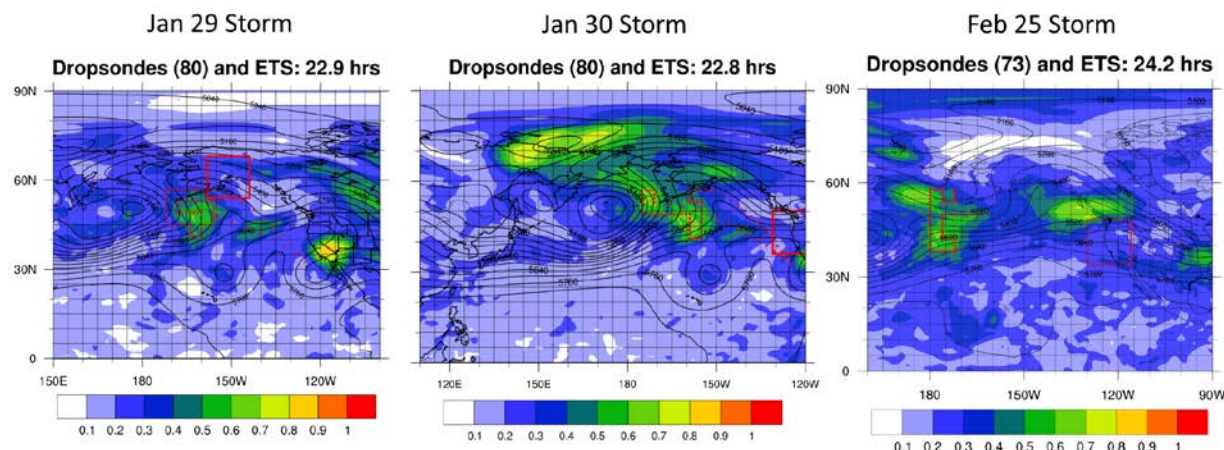 Jan 29 Storm
Jan 30 Storm
Feb 25 Storm
Dropsondes (80) and ETS: 22.9 hrs
Dropsondes (80) and ETS: 22.8 hrs
Dropsondes (73) and ETS: 24.2 hrs
90N
60N
30N
0
150E 180 150W 120W
0.1 0.2 0.3 0.4 0.5 0.6 0.7 0.8 0.9 1
90N
60N
30N
0
120E 150E 180 150W 120W
0.1 0.2 0.3 0.4 0.5 0.6 0.7 0.8 0.9 1
90N
60N
30N
0
180 150W 120W 90W
0.1 0.2 0.3 0.4 0.5 0.6 0.7 0.8 0.9 1